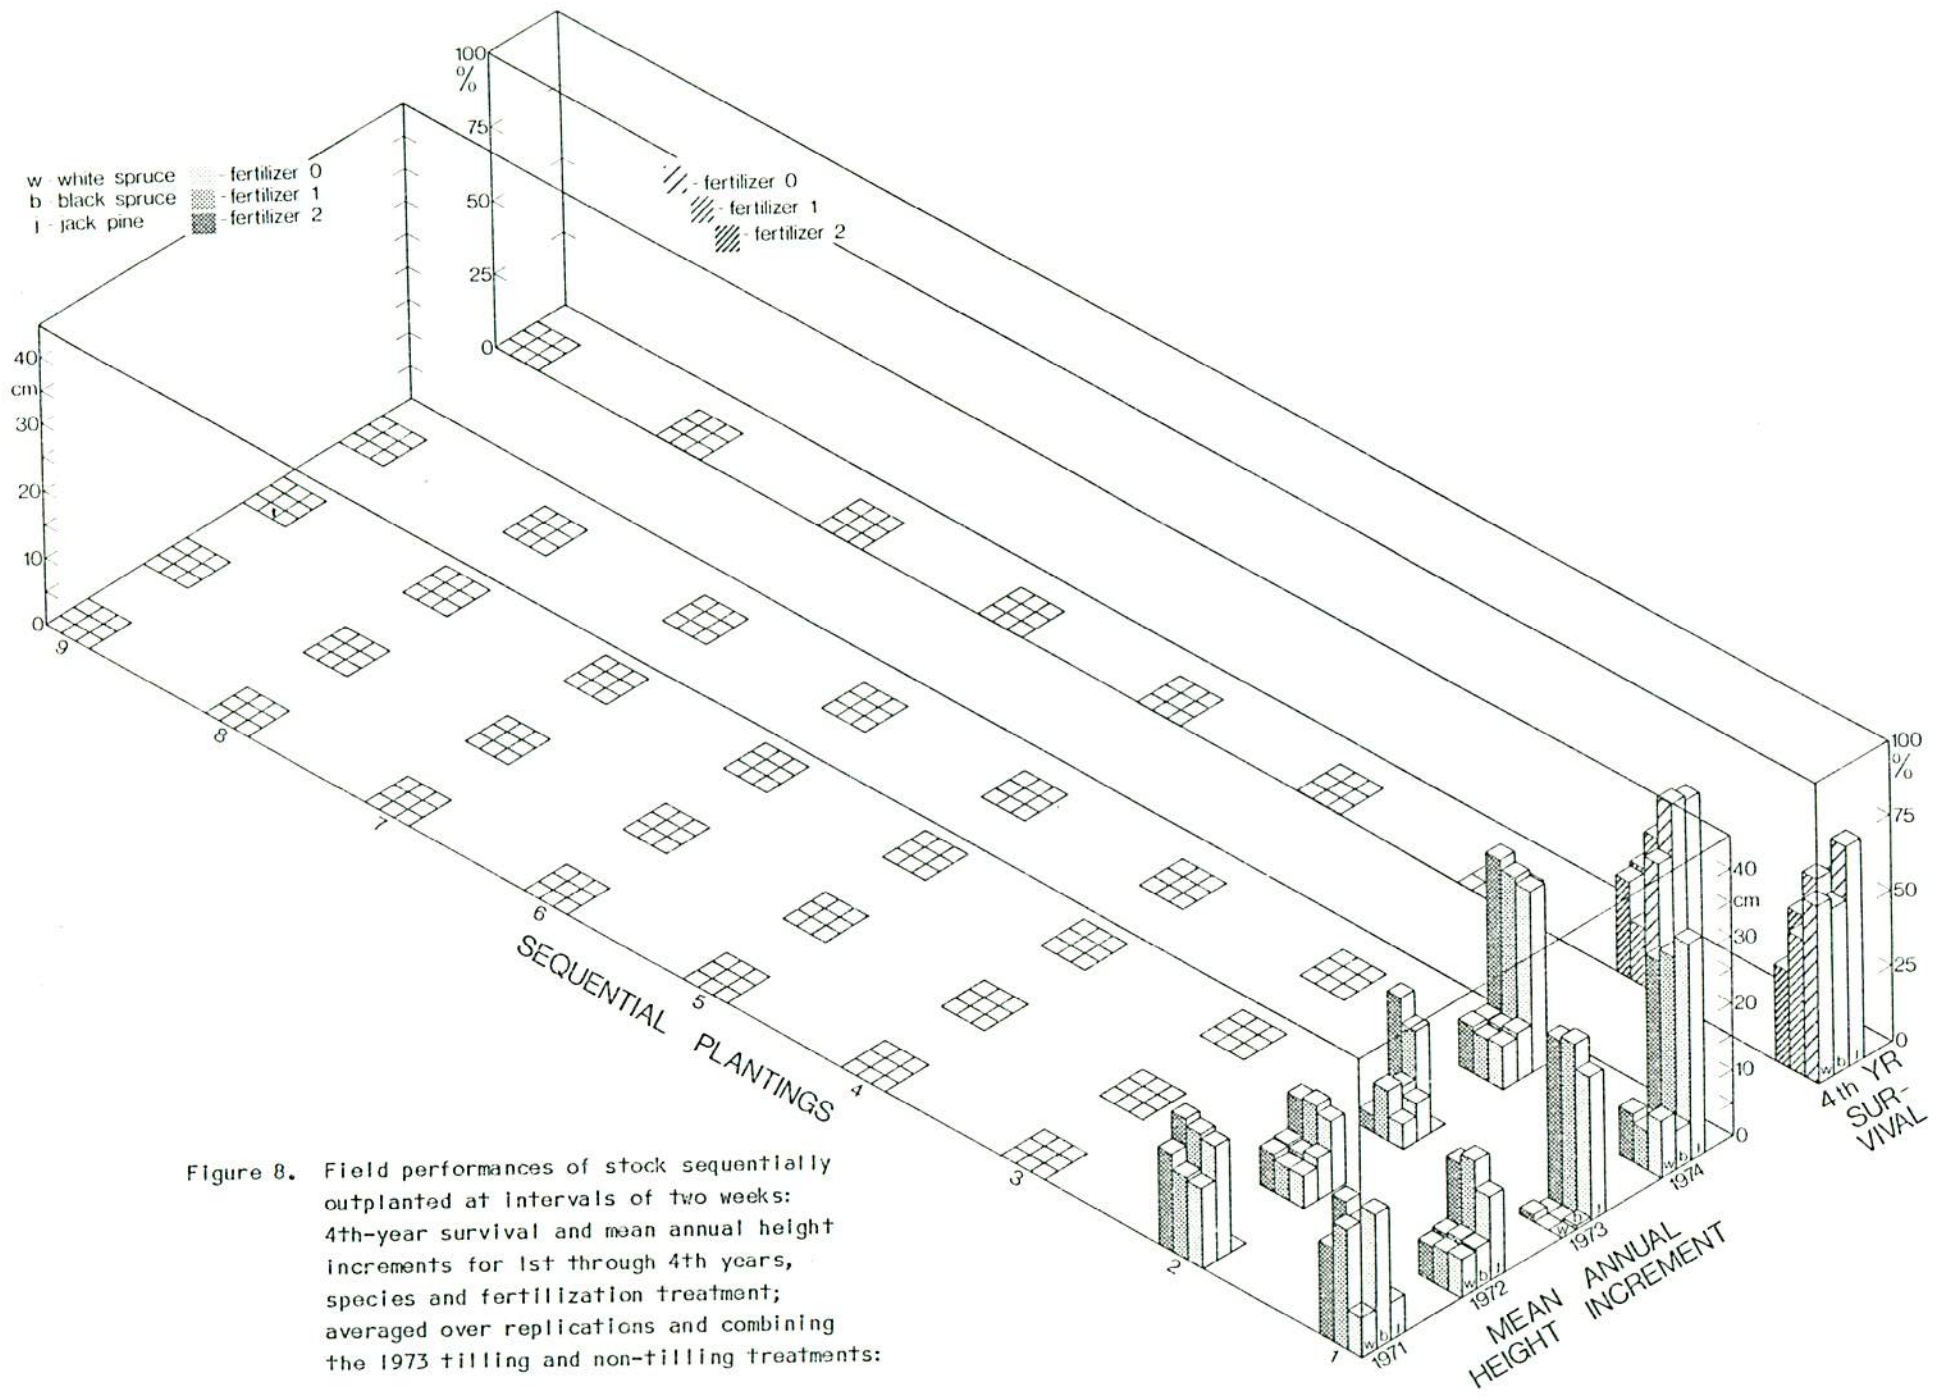 100
%
75
50
25
0
w - white spruce - fertilizer 0
b - black spruce - fertilizer 1
j - jack pine - fertilizer 2
- fertilizer 0
- fertilizer 1
- fertilizer 2
40
cm
30
20
10
0
9
8
7
6
5
4
3
2
1
SEQUENTIAL PLANTINGS
100
%
75
50
25
0
40
cm
30
20
10
0
w b j
4th YR
SUR-
VIVAL
w b j
1974
w b j
1973
w b j
1972
w b j
1971
MEAN ANNUAL
HEIGHT INCREMENT
Figure 8. Field performances of stock sequentially
outplanted at intervals of two weeks:
4th-year survival and mean annual height
increments for 1st through 4th years,
species and fertilization treatment;
averaged over replications and combining
the 1973 tilling and non-tilling treatments: